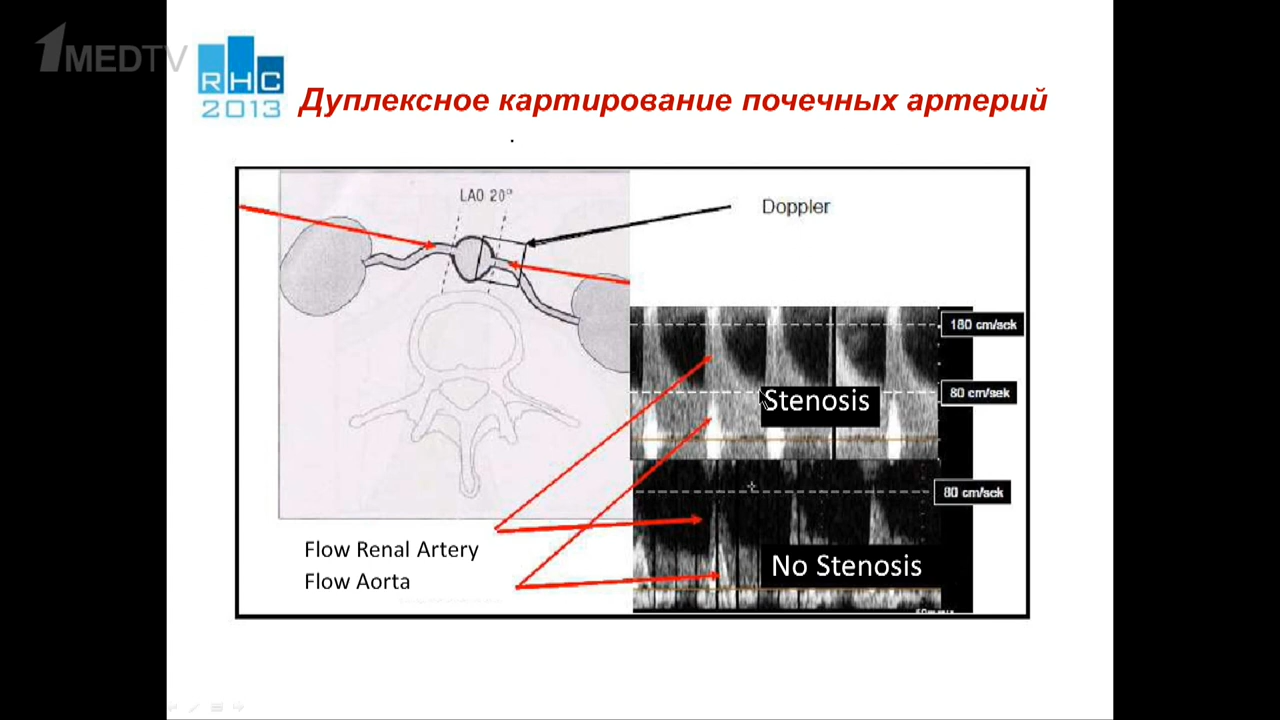 1MEDTV
RHC
2013
Дуплексное картирование почечных артерий
LAO 20°
Doppler
180 cm/sek
80 cm/sek
Stenosis
80 cm/sek
Flow Renal Artery
No Stenosis
Flow Aorta